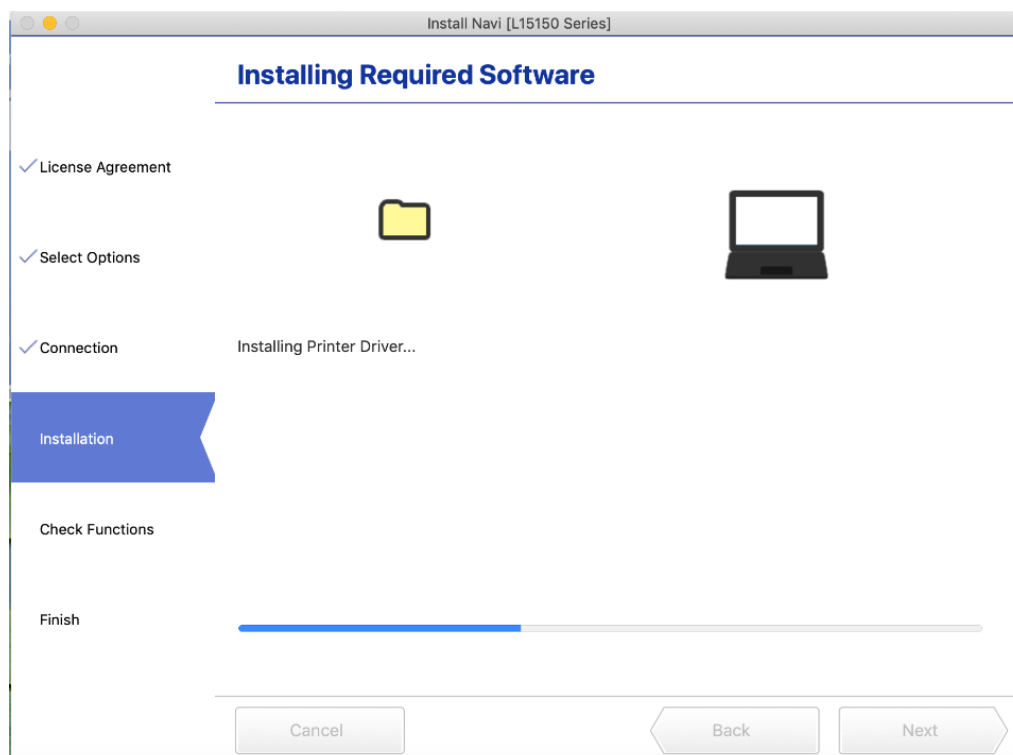 Install Navi [L15150 Series]
Installing Required Software
License Agreement
Select Options
Connection
Installing Printer Driver...
Installation
Check Functions
Finish
Cancel
Back
Next